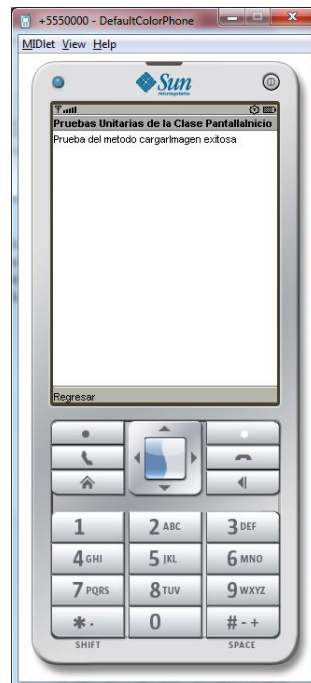 +5550000 - DefaultColorPhone
MIDlet View Help
Sun
microsystems
Pruebas Unitarias de la Clase PantallaInicio
Prueba del metodo cargarImagen exitosa
Regresar
1 2 ABC 3 DEF
4 GHI 5 JKL 6 MNO
7 PQRS 8 TUV 9 WXYZ
* . 0 # - +
SHIFT SPACE